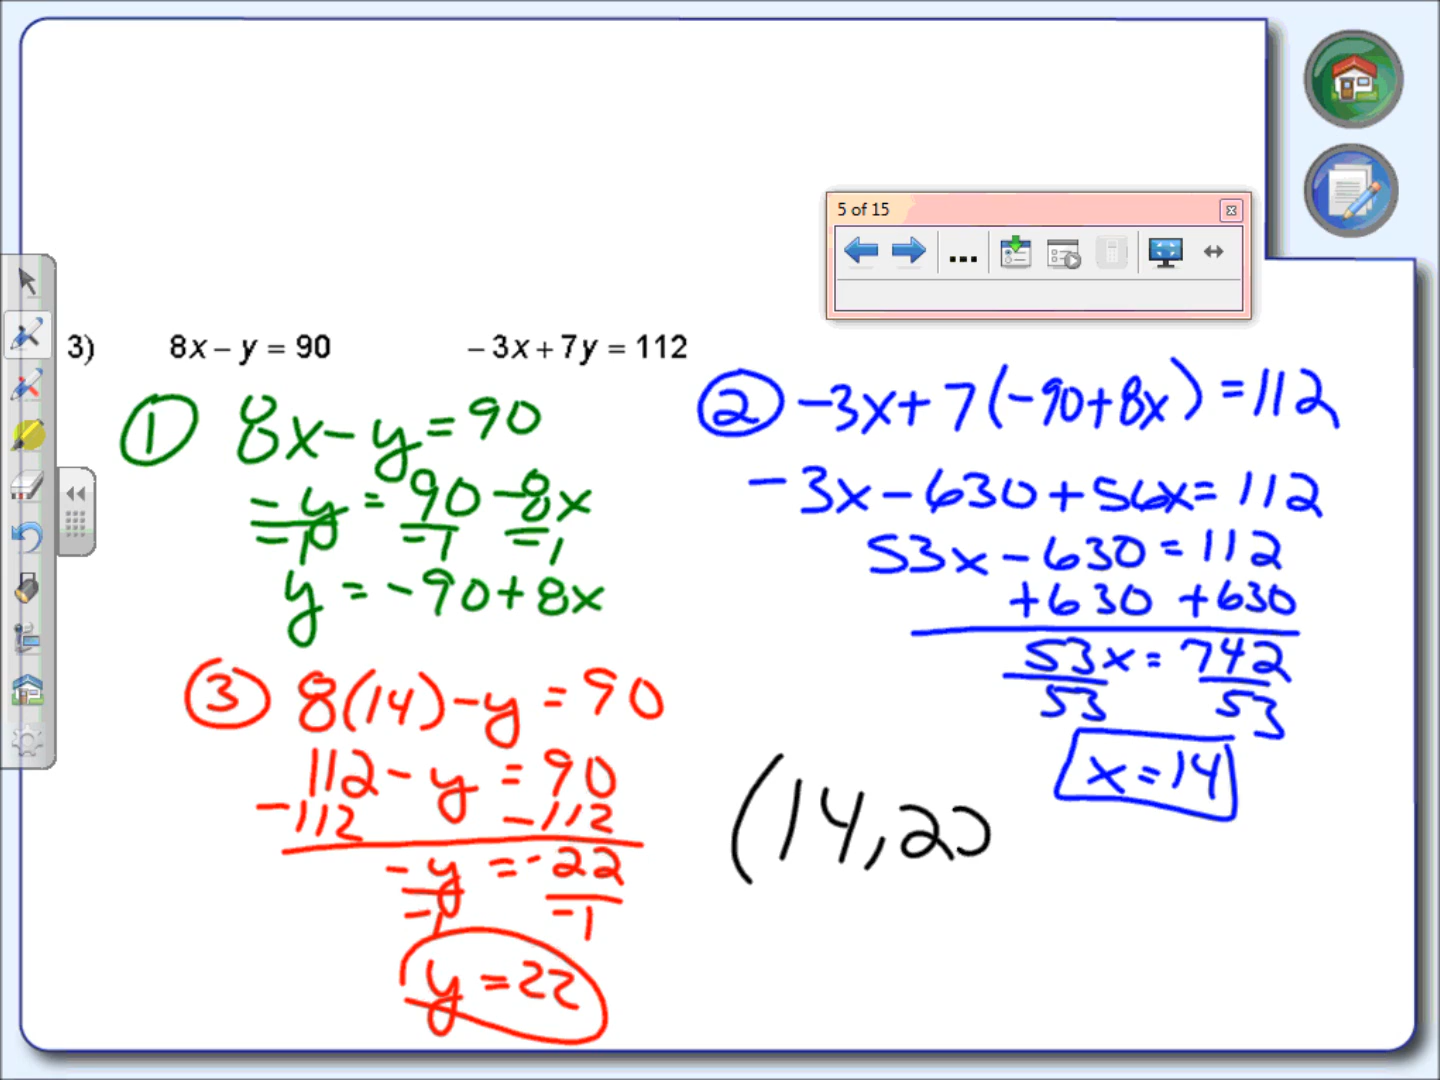 5 of 15
3) 8x – y = 90 – 3x + 7y = 112
① 8x - y = 90
-y = 90 - 8x
-1 -1 -1
y = -90 + 8x
② -3x + 7(-90+8x) = 112
-3x - 630 + 56x = 112
53x - 630 = 112
+630 +630
53x = 742
53 53
x = 14
③ 8(14) - y = 90
112 - y = 90
-112 -112
-y = -22
-1 -1
y = 22
(14, 2